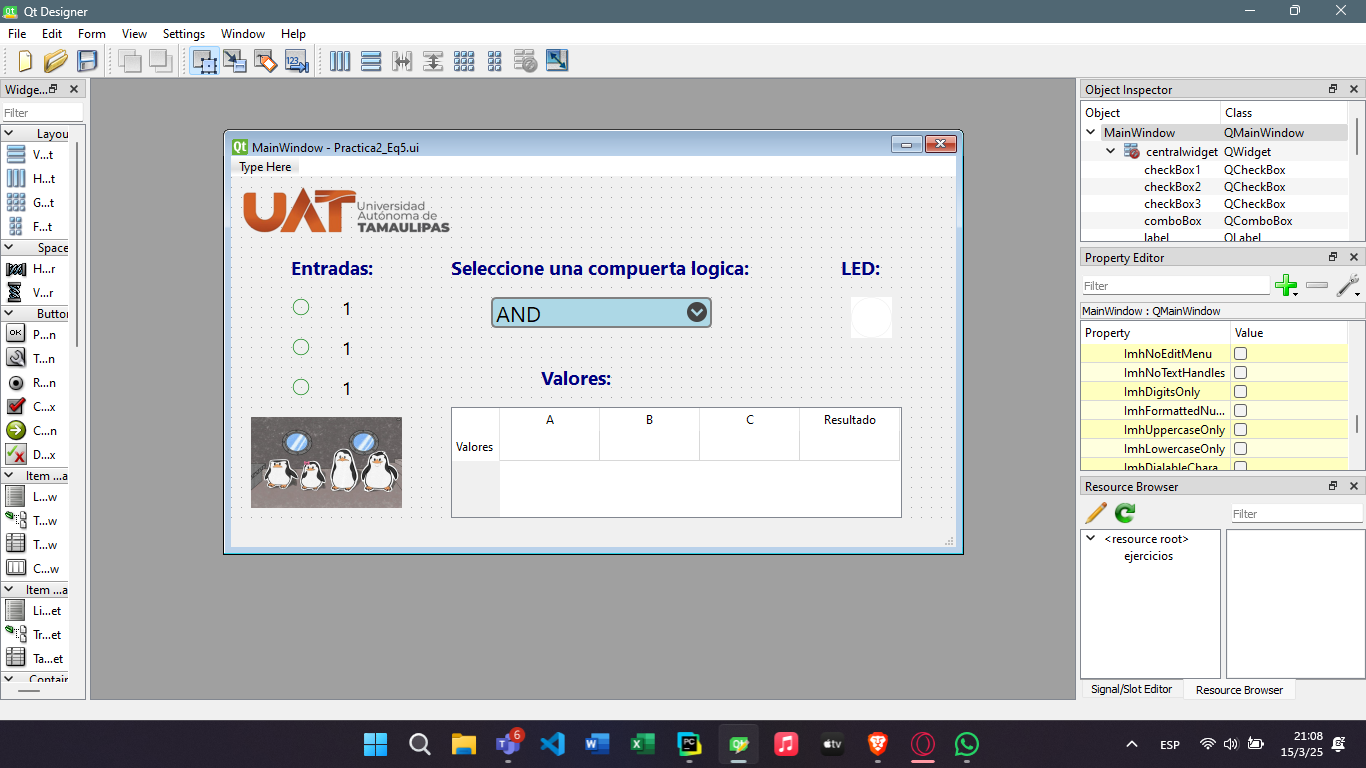 Qt Designer
File Edit Form View Settings Window Help
Widge...
Filter
Layou
V...t
H...t
G...t
F...t
Space
H...r
V...r
Button
P...n
T...n
R...n
C...x
C...n
D...x
Item ...a
L...w
T...w
T...w
C...w
Item ...a
Li...et
Tr...et
Ta...et
Contain
Qt MainWindow - Practica2_Eq5.ui
Type Here
UAT Universidad
Autónoma de
TAMAULIPAS
Entradas: Seleccione una compuerta logica: LED:
1
AND
1
1
Valores:
A B C Resultado
Valores
Object Inspector
Object Class
MainWindow QMainWindow
centralwidget QWidget
checkBox1 QCheckBox
checkBox2 QCheckBox
checkBox3 QCheckBox
comboBox QComboBox
label QLabel
Property Editor
Filter
MainWindow : QMainWindow
Property Value
ImhNoEditMenu
ImhNoTextHandles
ImhDigitsOnly
ImhFormattedNu...
ImhUppercaseOnly
ImhLowercaseOnly
ImhDialableChara...
Resource Browser
Filter
<resource root>
ejercicios
Signal/Slot Editor Resource Browser
6
ESP
21:08
15/3/25